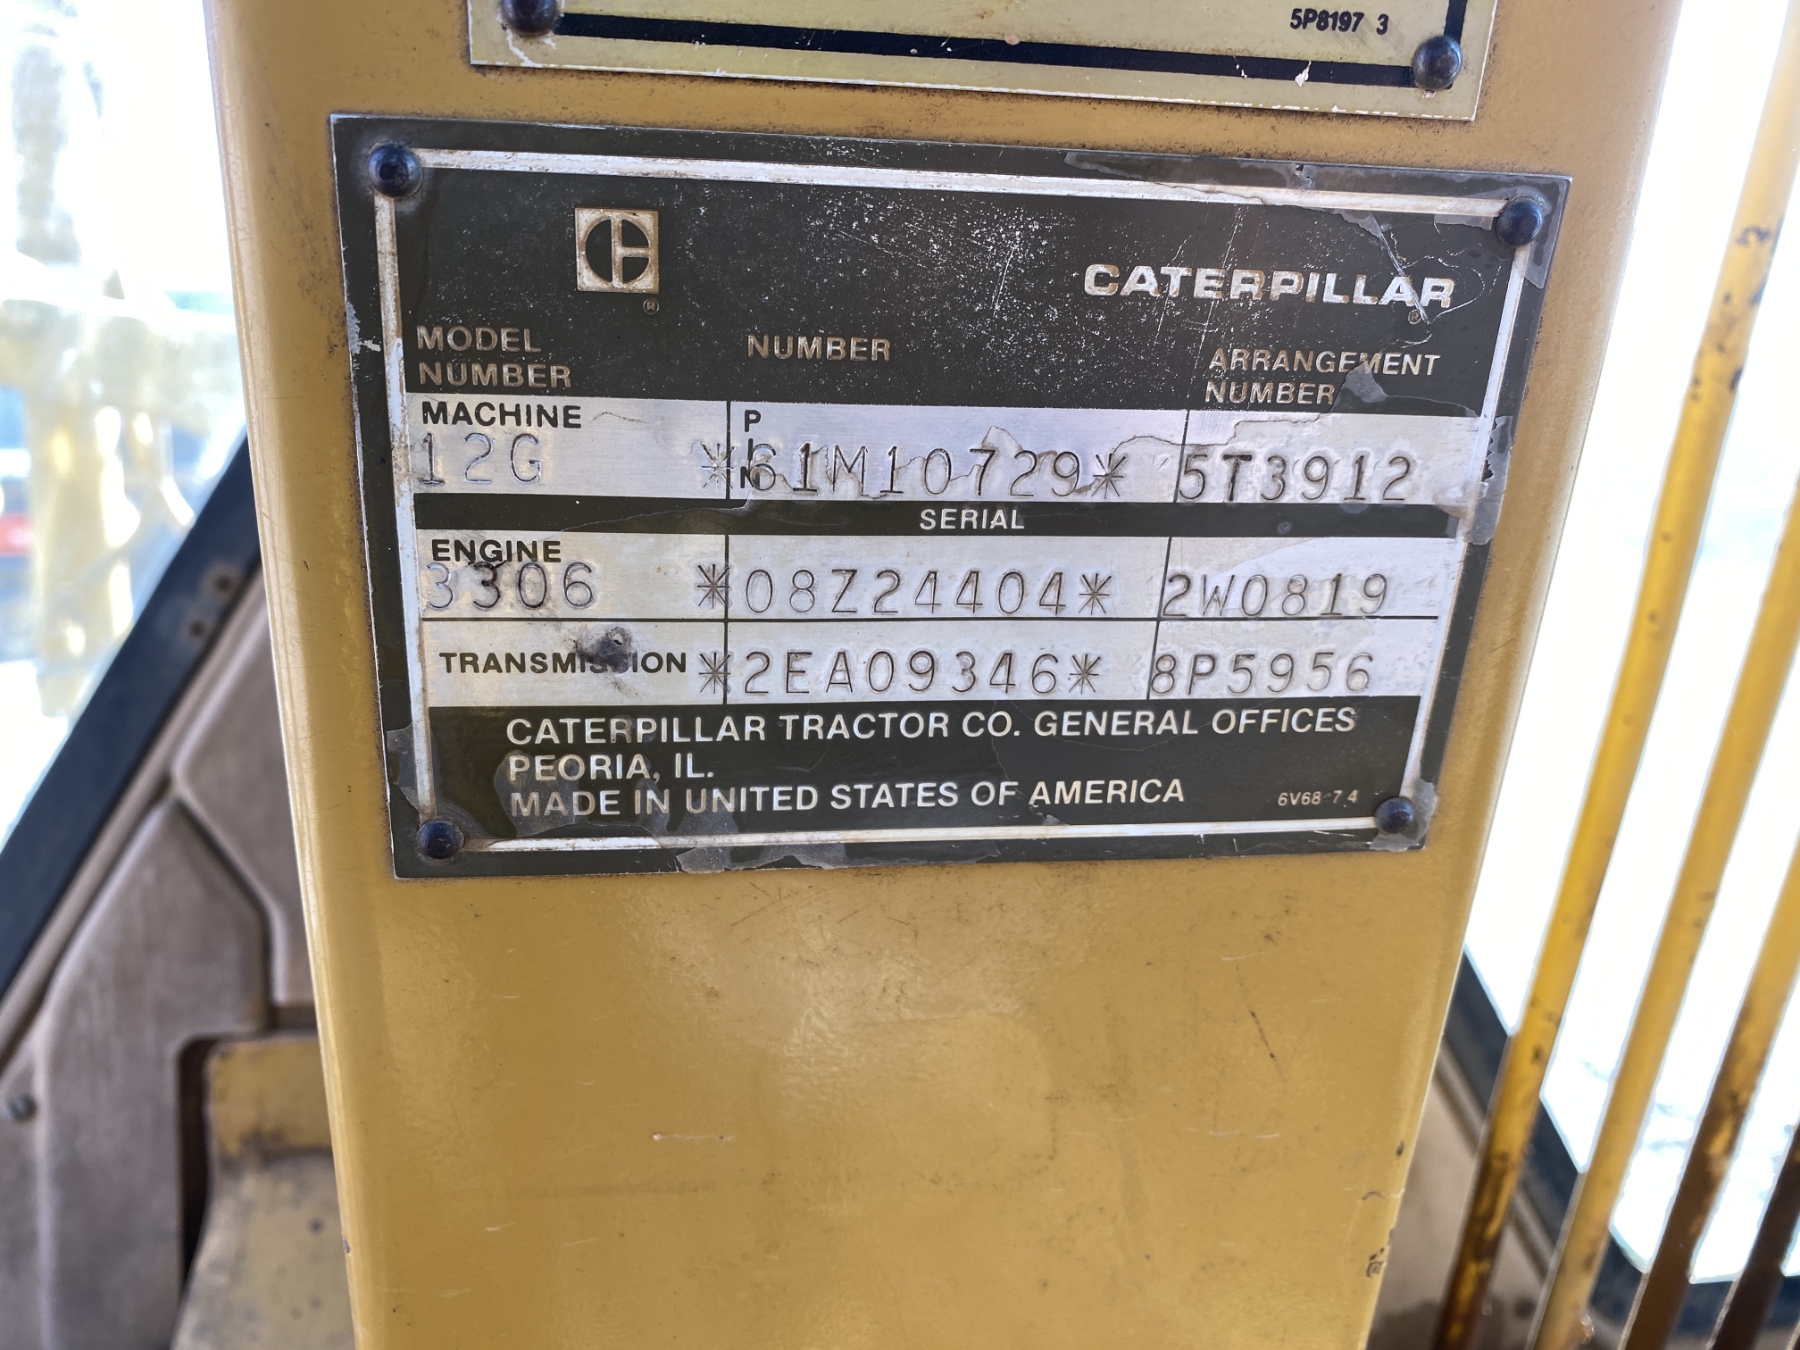 5P8197 3
CATERPILLAR
®
®
MODEL
NUMBER
NUMBER
ARRANGEMENT
NUMBER
MACHINE
PIN
12G *61M10729* 5T3912
SERIAL
ENGINE
3306 *08Z24404* 2W0819
TRANSMISSION *2EA09346* 8P5956
CATERPILLAR TRACTOR CO. GENERAL OFFICES
PEORIA, IL.
MADE IN UNITED STATES OF AMERICA